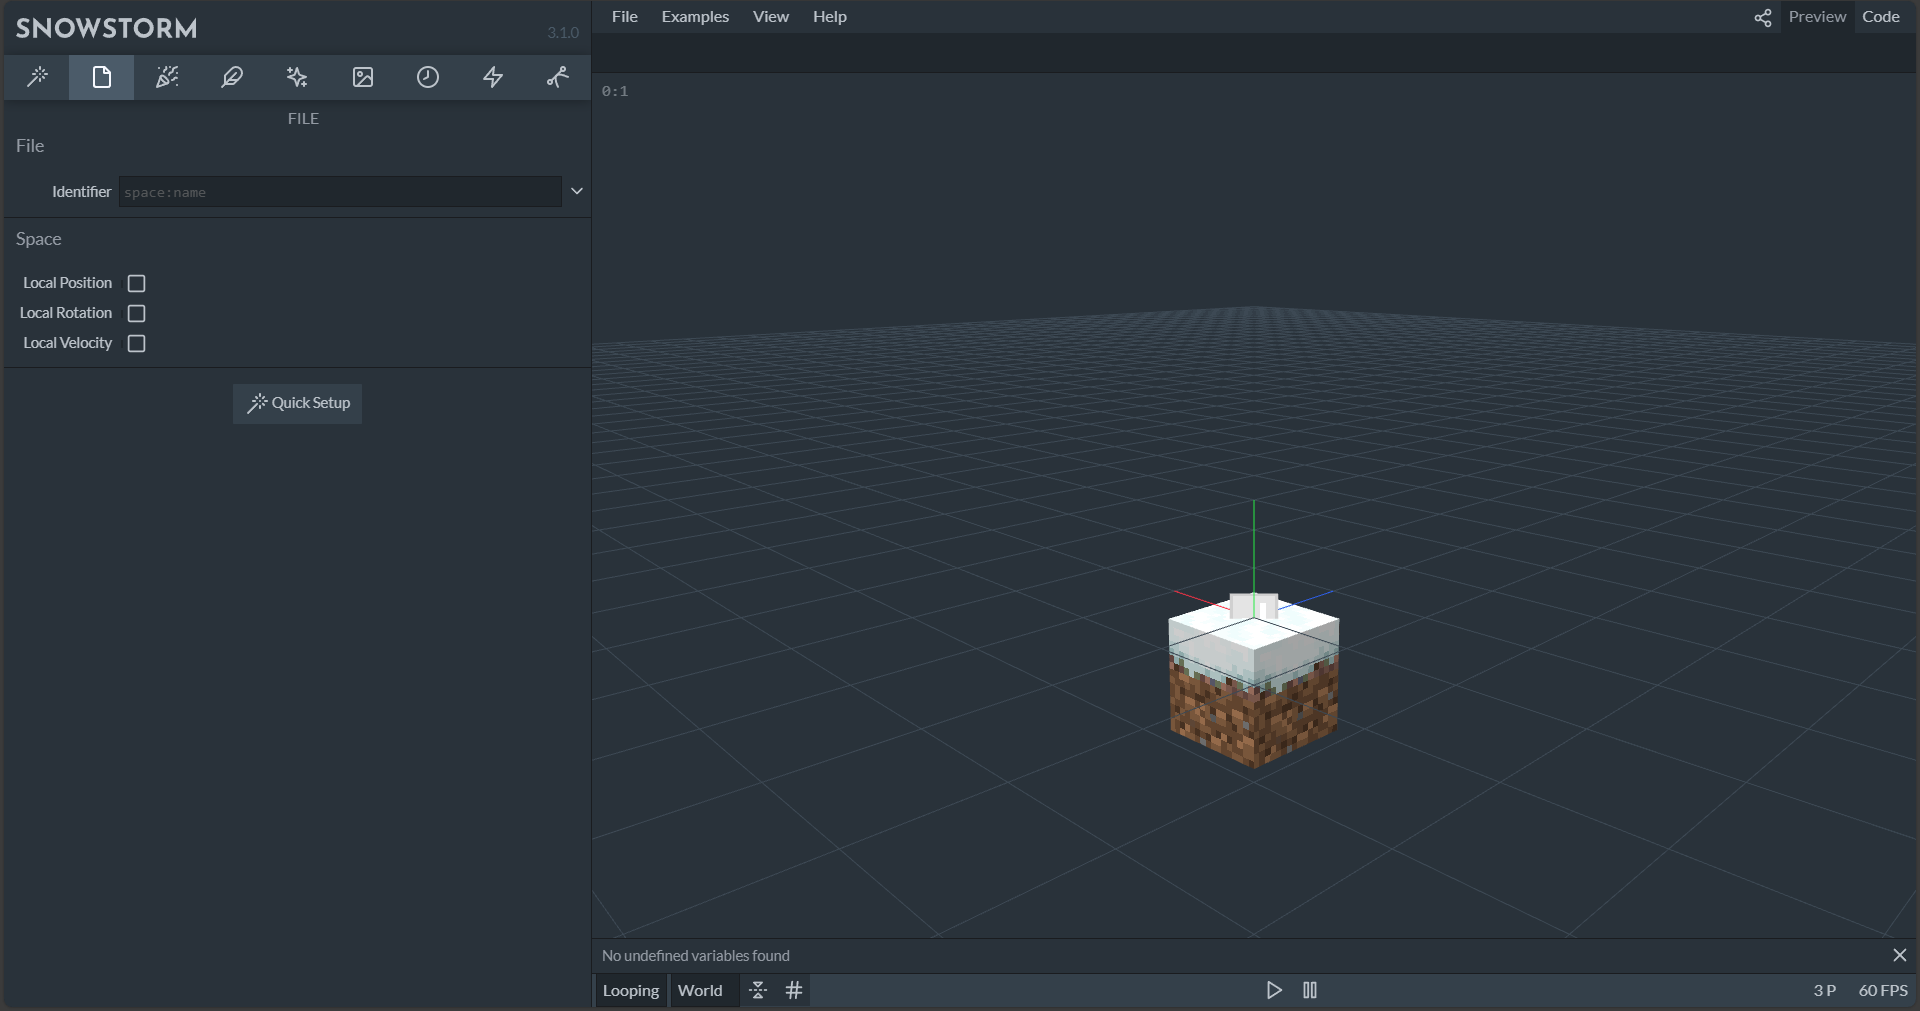 SNOWSTORM
3.1.0
File Examples View Help
Preview Code
FILE
File
Identifier space:name
Space
Local Position
Local Rotation
Local Velocity
Quick Setup
0:1
No undefined variables found
Looping World
3 P 60 FPS